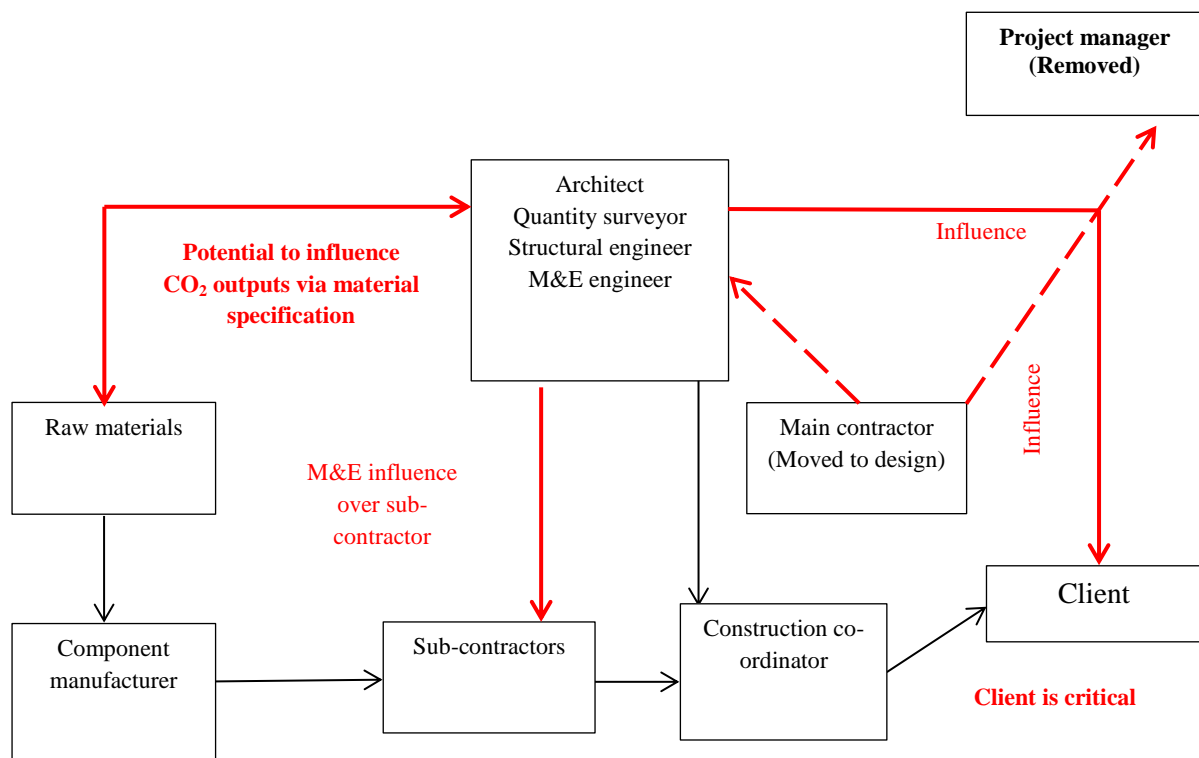 Project manager
(Removed)
Architect
Quantity surveyor
Structural engineer
M&E engineer
Influence
Potential to influence
CO₂ outputs via material
specification
Influence
Raw materials
Main contractor
(Moved to design)
M&E influence
over sub-
contractor
Client
Component
manufacturer
Sub-contractors
Construction co-
ordinator
Client is critical